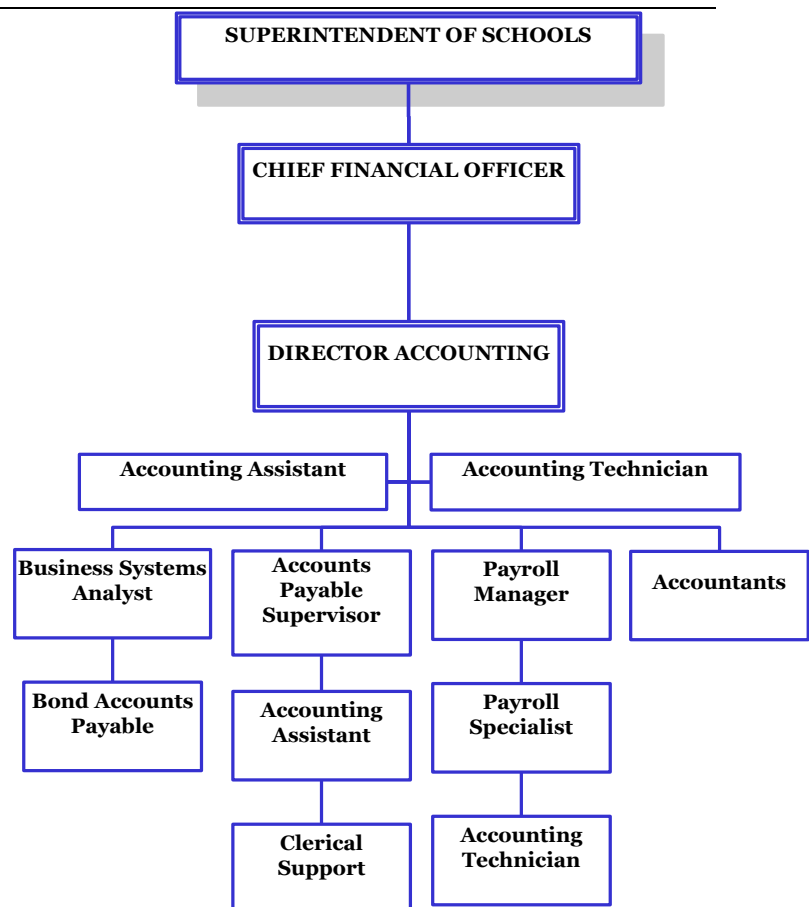 SUPERINTENDENT OF SCHOOLS
CHIEF FINANCIAL OFFICER
DIRECTOR ACCOUNTING
Accounting Assistant
Accounting Technician
Business Systems
Analyst
Accounts
Payable
Supervisor
Payroll
Manager
Accountants
Bond Accounts
Payable
Accounting
Assistant
Payroll
Specialist
Clerical
Support
Accounting
Technician